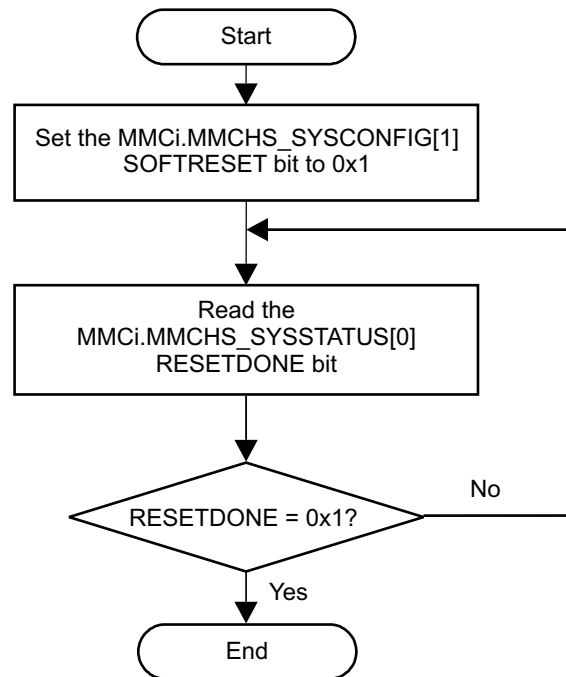 Start
Set the MMCi.MMCHS_SYSCONFIG[1]
SOFTRESET bit to 0x1
Read the
MMCi.MMCHS_SYSSTATUS[0]
RESETDONE bit
RESETDONE = 0x1?
No
Yes
End